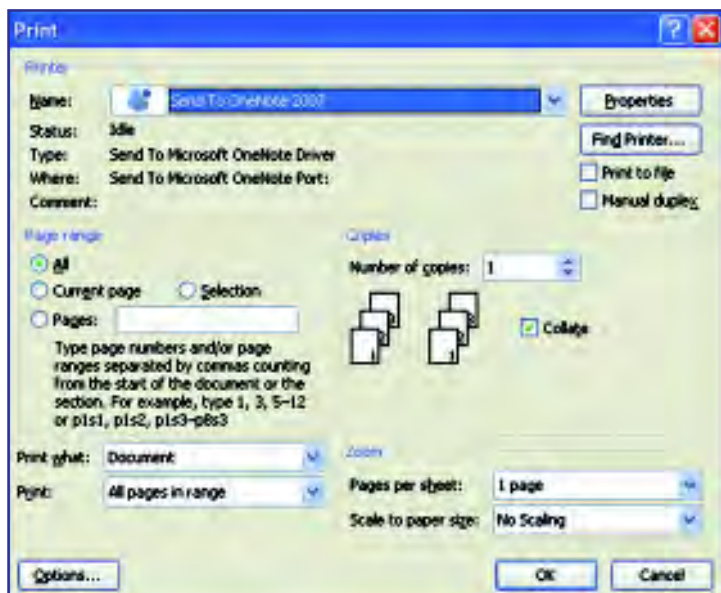 Print
Printer
Name: Send To OneNote 2007 Properties
Status: Idle Find Printer...
Type: Send To Microsoft OneNote Driver
Where: Send To Microsoft OneNote Port: Print to file
Comment: Manual duplex
Page range
All
Current page Selection
Pages:
Type page numbers and/or page
ranges separated by commas counting
from the start of the document or the
section. For example, type 1, 3, 5-12
or p1s1, p1s2, p1s3-p8s3
Copies
Number of copies: 1
Collate
Print what: Document
Print: All pages in range
Zoom
Pages per sheet: 1 page
Scale to paper size: No Scaling
Options... OK Cancel